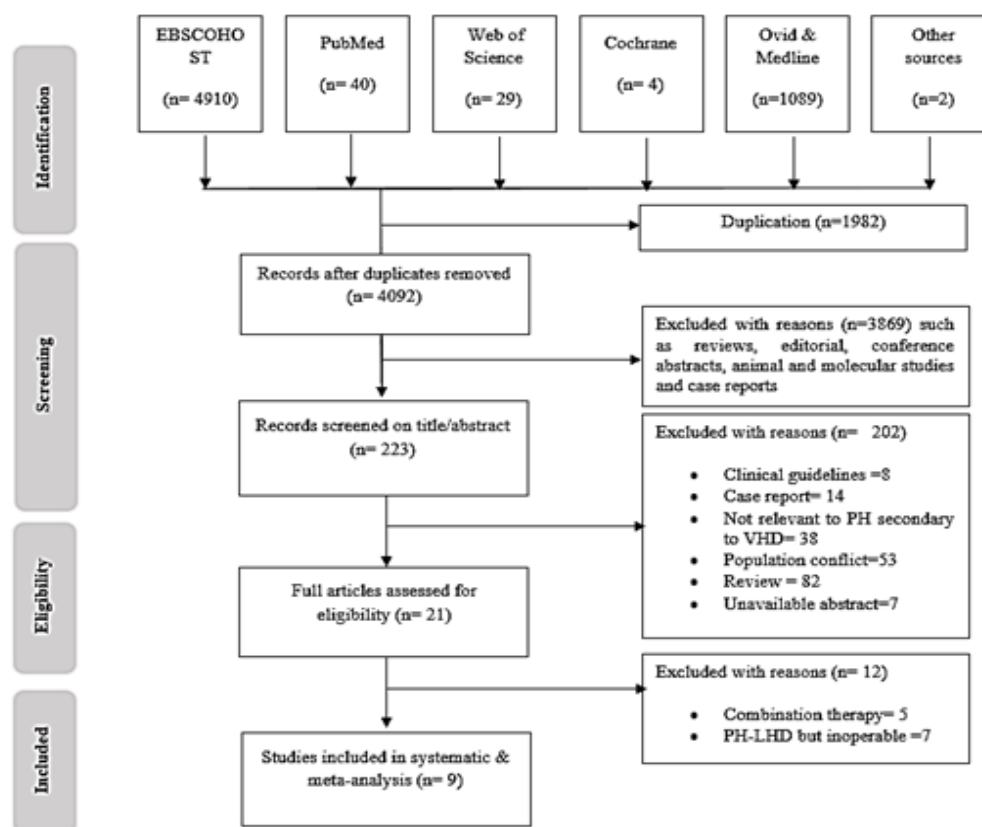 EBSCOHO
ST
(n= 4910)
PubMed
(n= 40)
Web of
Science
(n= 29)
Cochrane
(n= 4)
Ovid &
Medline
(n=1089)
Other
sources
(n=2)
Identification
Duplication (n=1982)
Records after duplicates removed
(n= 4092)
Screening
Excluded with reasons (n=3869) such
as reviews, editorial, conference
abstracts, animal and molecular studies
and case reports
Records screened on title/abstract
(n= 223)
Excluded with reasons (n= 202)
• Clinical guidelines =8
• Case report= 14
• Not relevant to PH secondary
to VHD= 38
• Population conflict=53
• Review = 82
• Unavailable abstract=7
Eligibility
Full articles assessed for
eligibility (n= 21)
Excluded with reasons (n= 12)
• Combination therapy= 5
• PH-LHD but inoperable =7
Included
Studies included in systematic &
meta-analysis (n= 9)